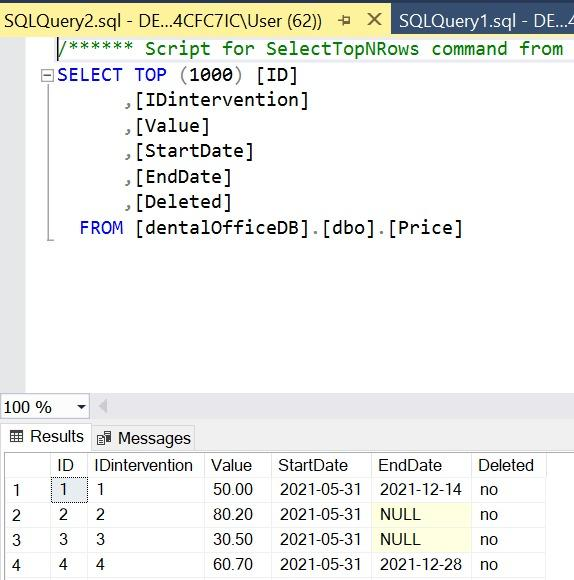 SQLQuery2.sql - DE...4CFC7IC\User (62)) SQLQuery1.sql - DE...4
/****** Script for SelectTopNRows command from
SELECT TOP (1000) [ID]
,[IDintervention]
,[Value]
,[StartDate]
,[EndDate]
,[Deleted]
FROM [dentalOfficeDB].[dbo].[Price]
100 %
Results Messages
ID IDintervention Value StartDate EndDate Deleted
1 1 1 50.00 2021-05-31 2021-12-14 no
2 2 2 80.20 2021-05-31 NULL no
3 3 3 30.50 2021-05-31 NULL no
4 4 4 60.70 2021-05-31 2021-12-28 no